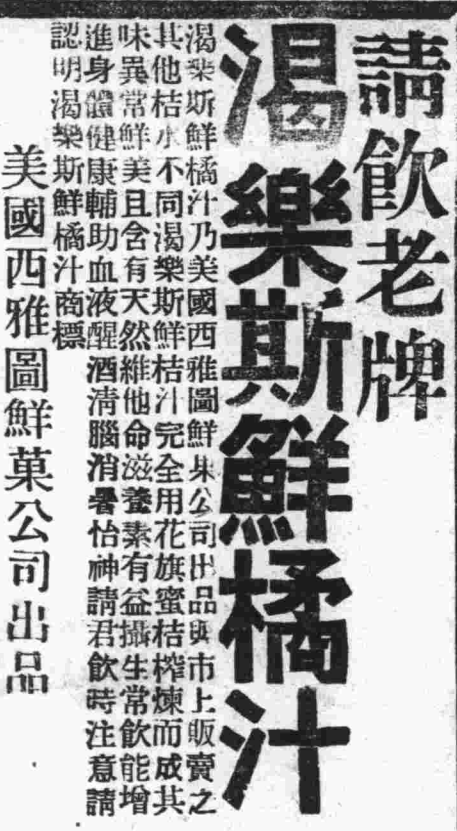 請飲老牌
渴樂斯鮮橘汁
渴樂斯鮮橘汁乃美國西雅圖鮮菓公司出品與市上販賣之
其他桔水不同渴樂斯鮮桔汁完全用花旗蜜桔榨煉而成其
味異常鮮美且含有天然維他命滋養素有益攝生常飲能增
進身體健康輔助血液醒酒清腦消暑怡神請君飲時注意請
認明渴樂斯鮮橘汁商標
美國西雅圖鮮菓公司出品